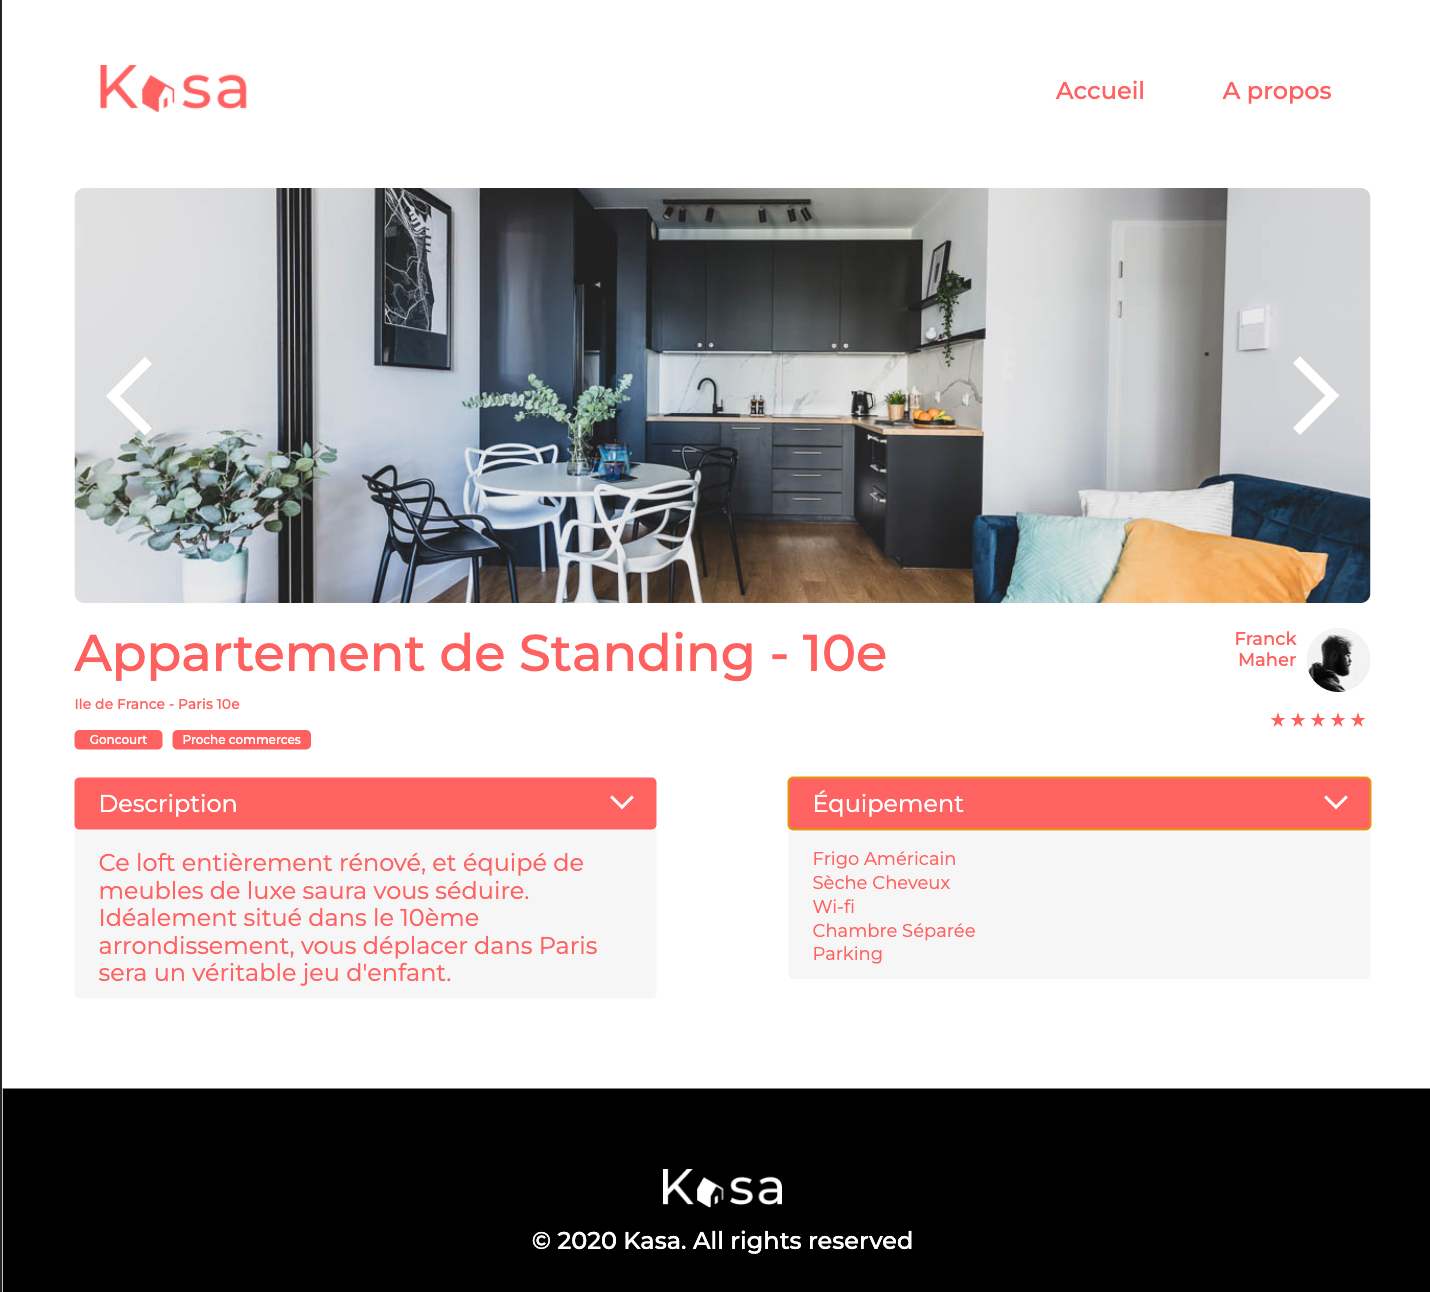 Kasa
Accueil
A propos
Appartement de Standing - 10e
Franck
Maher
Ile de France - Paris 10e
★★★★★
Goncourt
Proche commerces
Description
Ce loft entièrement rénové, et équipé de
meubles de luxe saura vous séduire.
Idéalement situé dans le 10ème
arrondissement, vous déplacer dans Paris
sera un véritable jeu d'enfant.
Équipement
Frigo Américain
Sèche Cheveux
Wi-fi
Chambre Séparée
Parking
Kasa
© 2020 Kasa. All rights reserved